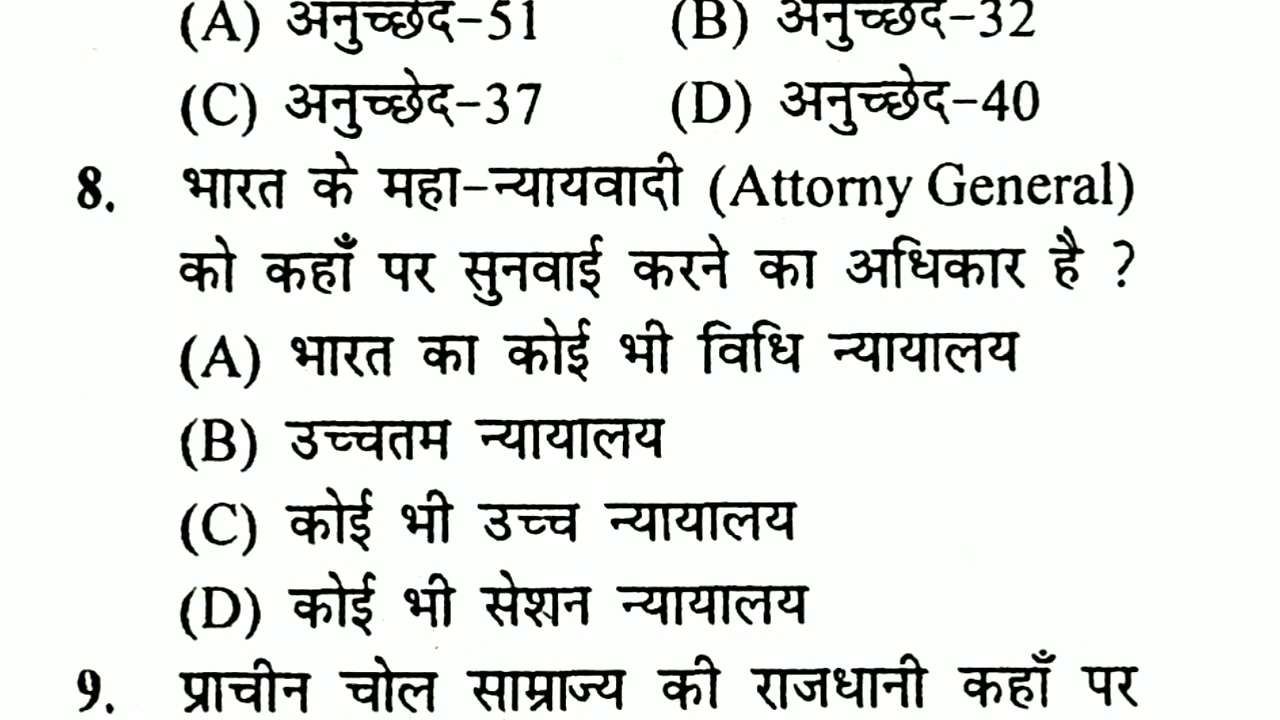 (A) अनुच्छेद-51 (B) अनुच्छेद-32
(C) अनुच्छेद-37 (D) अनुच्छेद-40
8. भारत के महा-न्यायवादी (Attorny General)
को कहाँ पर सुनवाई करने का अधिकार है ?
(A) भारत का कोई भी विधि न्यायालय
(B) उच्चतम न्यायालय
(C) कोई भी उच्च न्यायालय
(D) कोई भी सेशन न्यायालय
9. प्राचीन चोल साम्राज्य की राजधानी कहाँ पर